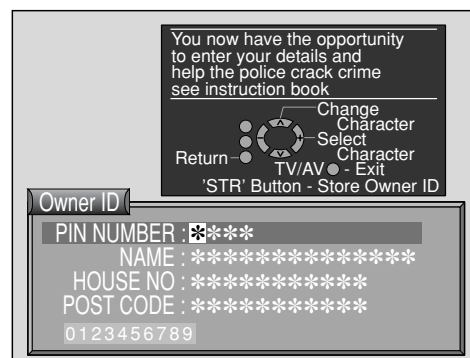 You now have the opportunity
to enter your details and
help the police crack crime
see instruction book
Change
Character
Select
Character
Return
TV/AV - Exit
'STR' Button - Store Owner ID
Owner ID
PIN NUMBER : ****
NAME : **************
HOUSE NO : ***********
POST CODE : ***********
0123456789